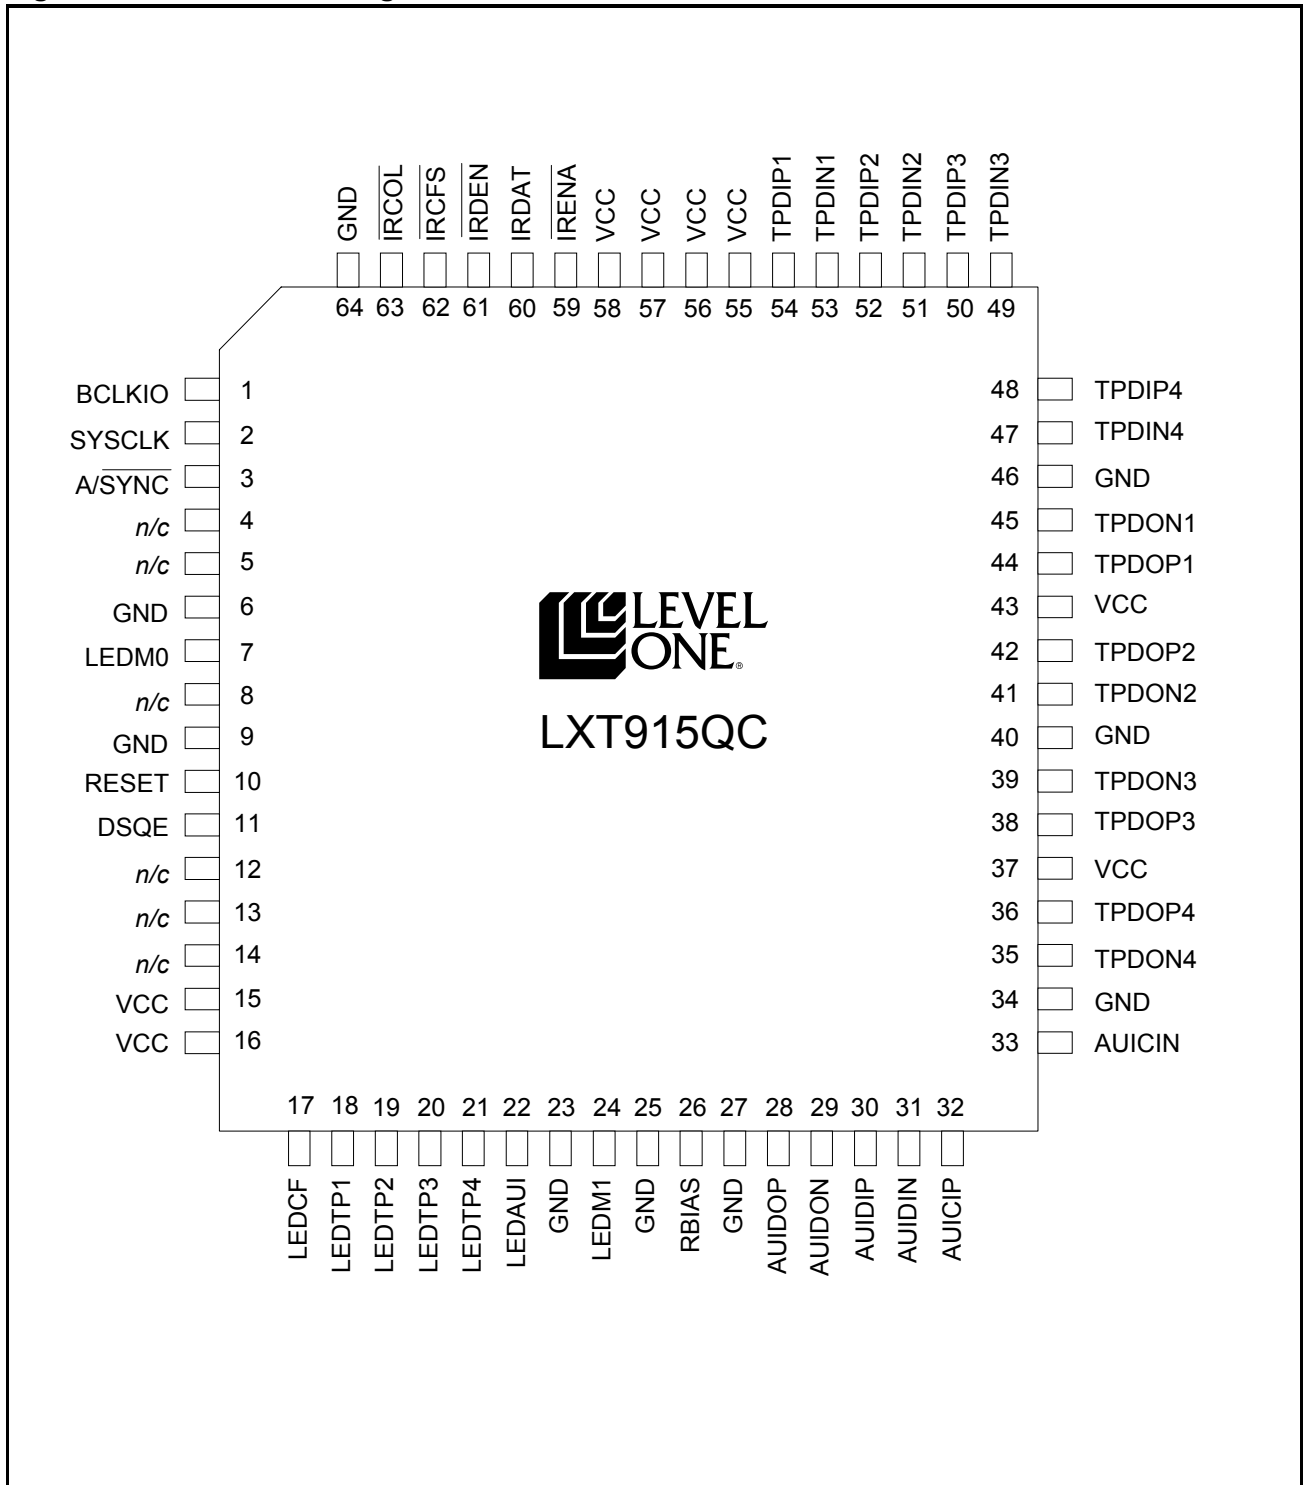 GND
IRCOL
IRCFS
IRDEN
IRDAT
IRENA
VCC
VCC
VCC
VCC
TPDIP1
TPDIN1
TPDIP2
TPDIN2
TPDIP3
TPDIN3
64 63 62 61 60 59 58 57 56 55 54 53 52 51 50 49
BCLKIO 1
SYSCLK 2
A/SYNC 3
n/c 4
n/c 5
GND 6
LEDM0 7
n/c 8
GND 9
RESET 10
DSQE 11
n/c 12
n/c 13
n/c 14
VCC 15
VCC 16
LEVEL
ONE®
LXT915QC
48 TPDIP4
47 TPDIN4
46 GND
45 TPDON1
44 TPDOP1
43 VCC
42 TPDOP2
41 TPDON2
40 GND
39 TPDON3
38 TPDOP3
37 VCC
36 TPDOP4
35 TPDON4
34 GND
33 AUICIN
17 18 19 20 21 22 23 24 25 26 27 28 29 30 31 32
LEDCF
LEDTP1
LEDTP2
LEDTP3
LEDTP4
LEDAUI
GND
LEDM1
GND
RBIAS
GND
AUIDOP
AUIDON
AUIDIP
AUIDIN
AUICIP